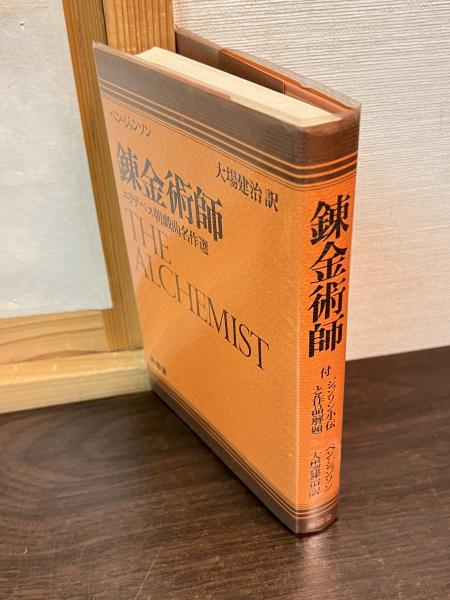 ベン・ジョンソン
大場建治 訳
錬金術師
エリザベス朝戯曲名作選
THE
ALCHEMIST
錬金術師
付
ジョンソン小伝
と作品解題
ベン・ジョンソン
大場建治 訳